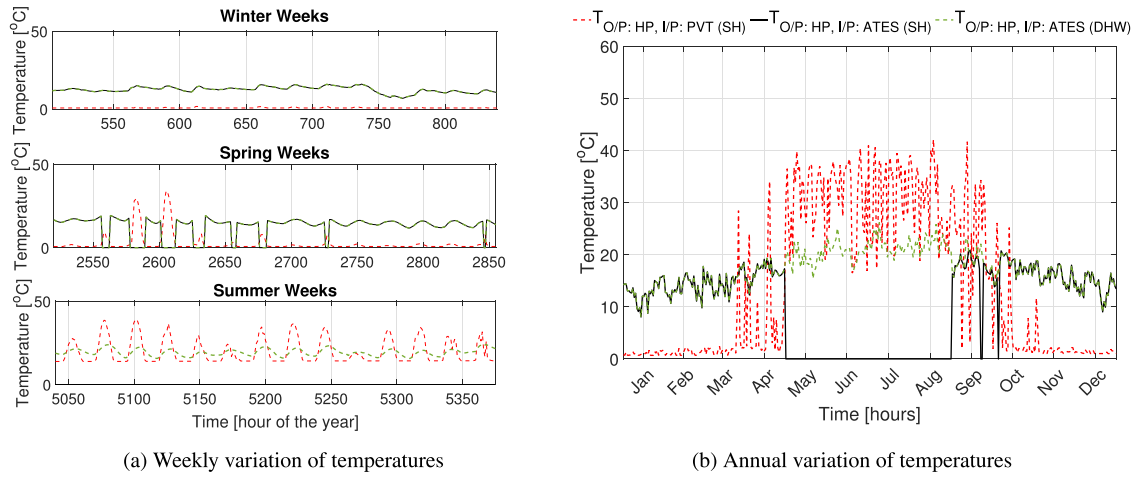 Winter Weeks
50
0
550 600 650 700 750 800
Spring Weeks
50
0
2550 2600 2650 2700 2750 2800 2850
Summer Weeks
50
0
5050 5100 5150 5200 5250 5300 5350
Temperature [°C] Temperature [°C] Temperature [°C]
Time [hour of the year]
(a) Weekly variation of temperatures
T O/P: HP, I/P: PVT (SH) T O/P: HP, I/P: ATES (SH) T O/P: HP, I/P: ATES (DHW)
60
50
40
30
20
10
0
Temperature [°C]
Jan Feb Mar Apr May Jun Jul Aug Sep Oct Nov Dec
Time [hours]
(b) Annual variation of temperatures